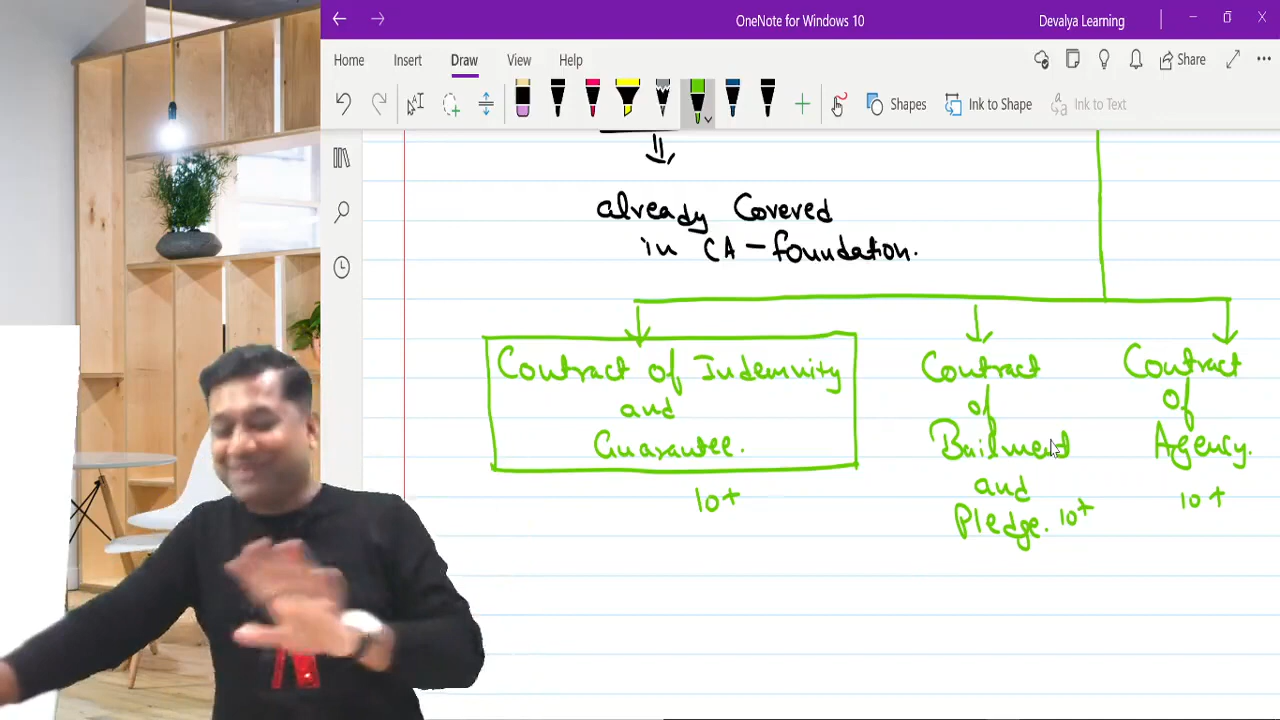 OneNote for Windows 10
Devalya Learning
Home
Insert
Draw
View
Help
Share
Shapes
Ink to Shape
Ink to Text
already Covered
in CA-foundation.
Contract of Indemnity
and
Guarantee.
10+
Contract
of
Bailment
and
Pledge. 10+
Contract
of
Agency.
10+